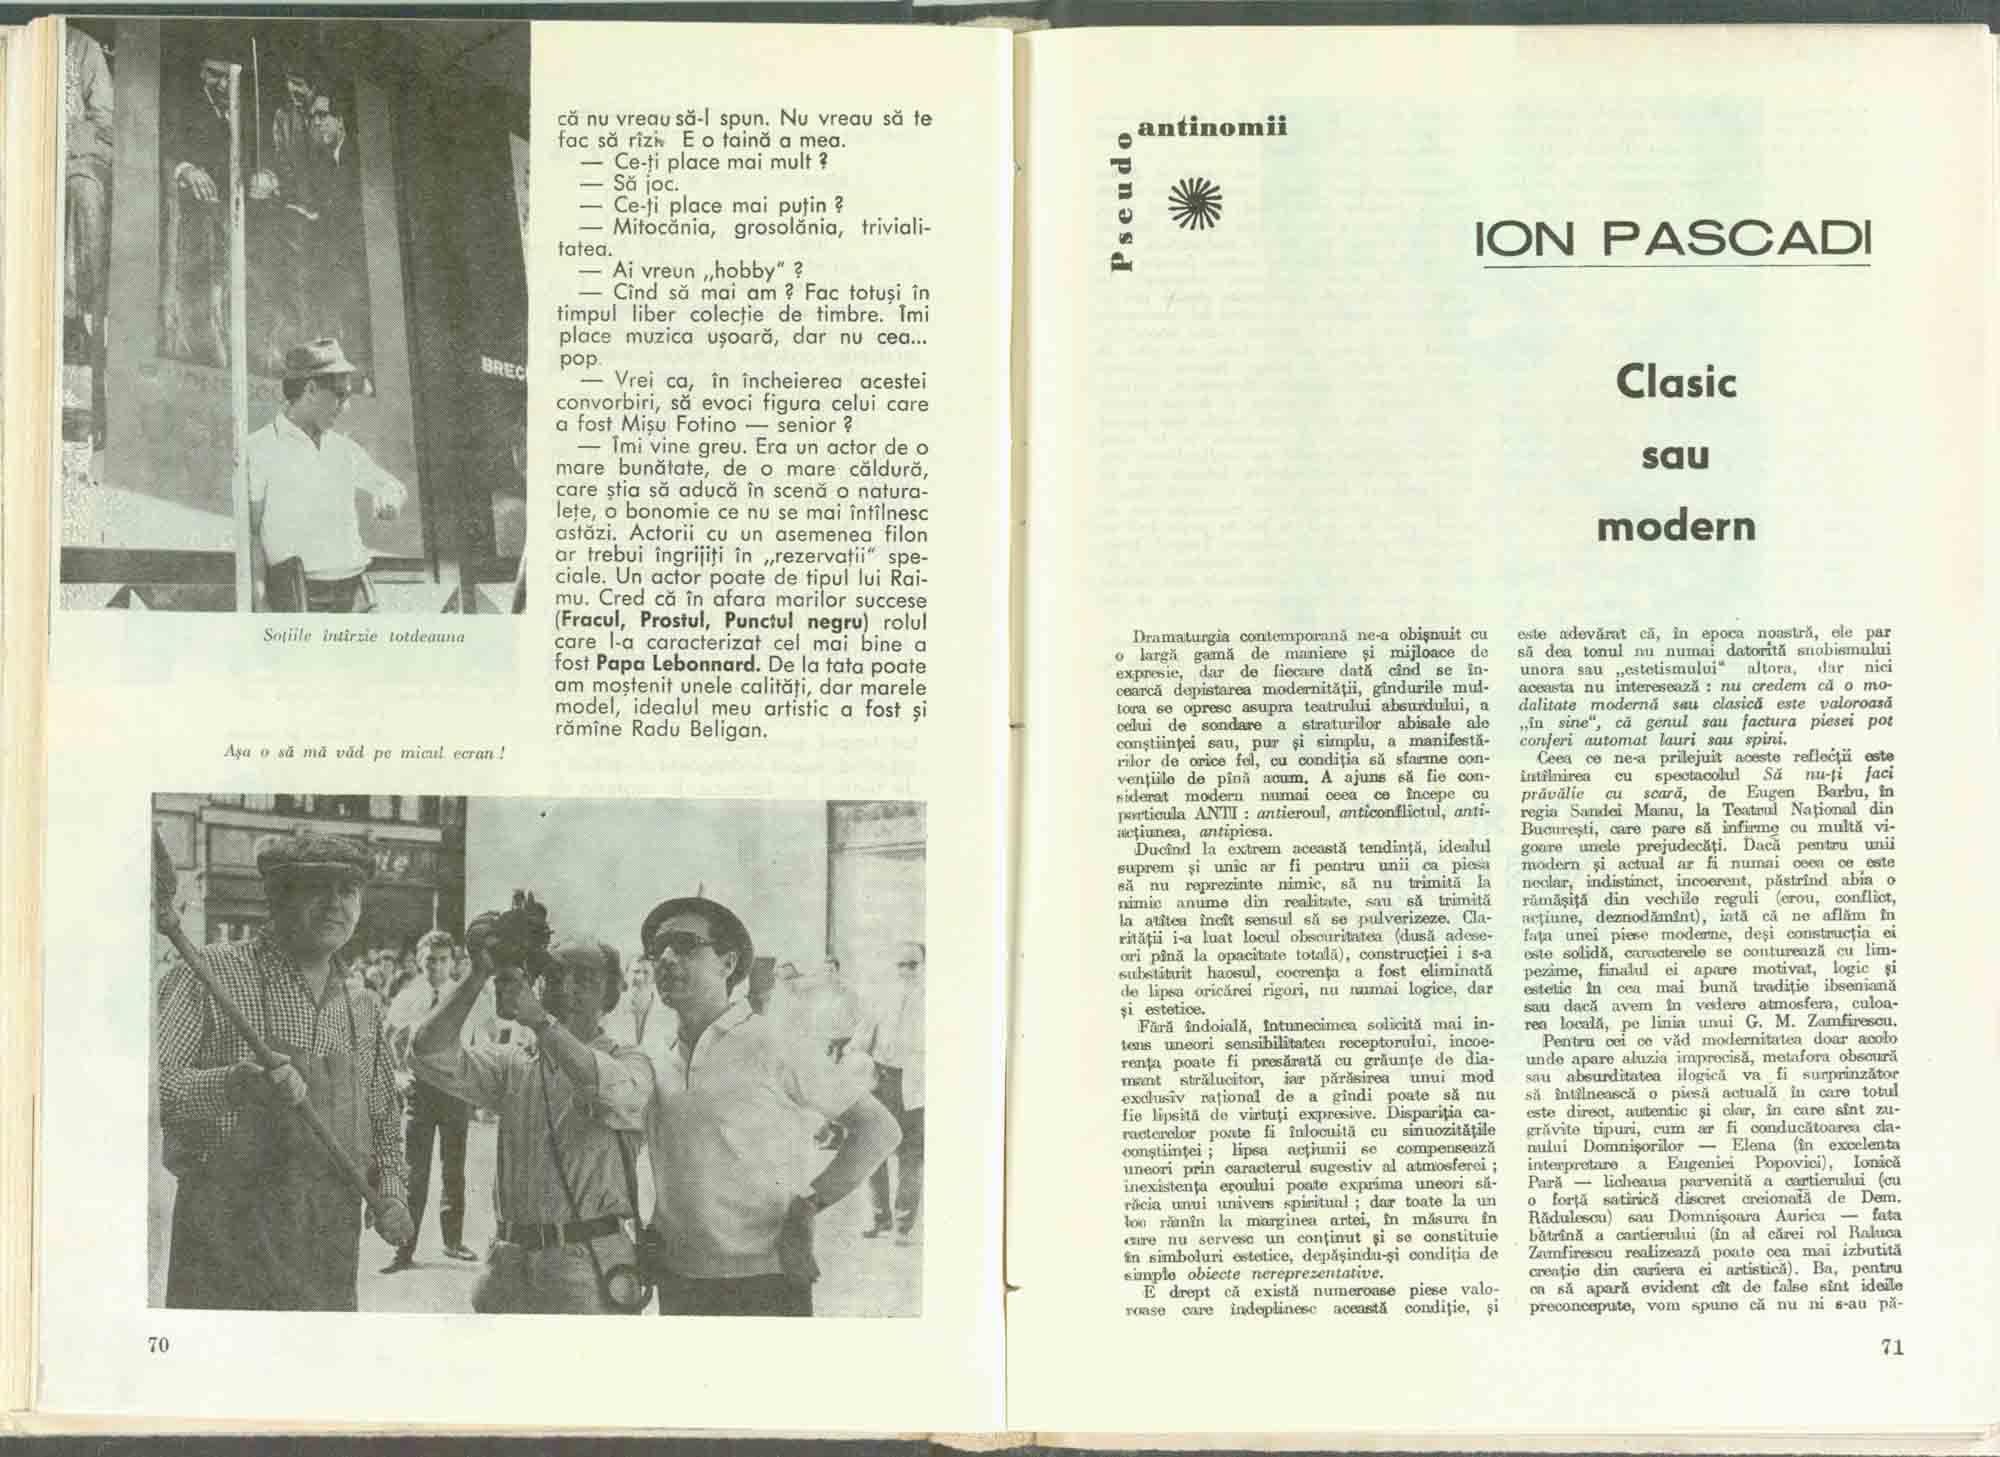 BREC
Soțiile întîrzie totdeauna
că nu vreau să-l spun. Nu vreau să te
fac să rîzi. E o taină a mea.
— Ce-ți place mai mult ?
— Să joc.
— Ce-ți place mai puțin ?
— Mitocănia, grosolănia, triviali-
tatea.
— Ai vreun „hobby" ?
— Cînd să mai am ? Fac totuși în
timpul liber colecție de timbre. Îmi
place muzica ușoară, dar nu cea...
pop.
— Vrei ca, în încheierea acestei
convorbiri, să evoci figura celui care
a fost Mișu Fotino — senior ?
— Îmi vine greu. Era un actor de o
mare bunătate, de o mare căldură,
care știa să aducă în scenă o natura-
lețe, o bonomie ce nu se mai întîlnesc
astăzi. Actorii cu un asemenea filon
ar trebui îngrijiți în „rezervații" spe-
ciale. Un actor poate de tipul lui Rai-
mu. Cred că în afara marilor succese
(Fracul, Prostul, Punctul negru) rolul
care l-a caracterizat cel mai bine a
fost Papa Lebonnard. De la tata poate
am moștenit unele calități, dar marele
model, idealul meu artistic a fost și
rămîne Radu Beligan.
Așa o să mă văd pe micul ecran !
70
Pseudo
antinomii
ION PASCADI
Clasic
sau
modern
Dramaturgia contemporană ne-a obișnuit cu
o largă gamă de maniere și mijloace de
expresie, dar de fiecare dată cînd se în-
cearcă depistarea modernității, gîndurile mul-
tora se opresc asupra teatrului absurdului, a
celui de sondare a straturilor abisale ale
conștiinței sau, pur și simplu, a manifestă-
rilor de orice fel, cu condiția să sfarme con-
vențiile de pînă acum. A ajuns să fie con-
siderat modern numai ceea ce începe cu
particula ANTI : antieroul, anticonflictul, anti-
acțiunea, antipiesa.
Ducînd la extrem această tendință, idealul
suprem și unic ar fi pentru unii ca piesa
să nu reprezinte nimic, să nu trimită la
nimic anume din realitate, sau să trimită
la atîtea încît sensul să se pulverizeze. Cla-
rității i-a luat locul obscuritatea (dusă adese-
ori pînă la opacitate totală), construcției i s-a
substituit haosul, coerența a fost eliminată
de lipsa oricărei rigori, nu numai logice, dar
și estetice.
Fără îndoială, întunecimea solicită mai in-
tens uneori sensibilitatea receptorului, incoe-
rența poate fi presărată cu grăunțe de dia-
mant strălucitor, iar părăsirea unui mod
exclusiv rațional de a gîndi poate să nu
fie lipsită de virtuți expresive. Dispariția ca-
racterelor poate fi înlocuită cu sinuozitățile
conștiinței ; lipsa acțiunii se compensează
uneori prin caracterul sugestiv al atmosferei ;
inexistența eroului poate exprima uneori să-
răcia unui univers spiritual ; dar toate la un
loc rămîn la marginea artei, în măsura în
care nu servesc un conținut și se constituie
în simboluri estetice, depășindu-și condiția de
simple obiecte nereprezentative.
E drept că există numeroase piese valo-
roase care îndeplinesc această condiție, și
este adevărat că, în epoca noastră, ele par
să dea tonul nu numai datorită snobismului
unora sau „estetismului" altora, dar nici
aceasta nu interesează : nu credem că o mo-
dalitate modernă sau clasică este valoroasă
„în sine", că genul sau factura piesei pot
conferi automat lauri sau spini.
Ceea ce ne-a prilejuit aceste reflecții este
întîlnirea cu spectacolul Să nu-ți faci
prăvălie cu scară, de Eugen Barbu, în
regia Sandei Manu, la Teatrul Național din
București, care pare să infirme cu multă vi-
goare unele prejudecăți. Dacă pentru unii
modern și actual ar fi numai ceea ce este
neclar, indistinct, incoerent, păstrînd abia o
rămășiță din vechile reguli (erou, conflict,
acțiune, deznodămînt), iată că ne aflăm în
fața unei piese moderne, deși construcția ei
este solidă, caracterele se conturează cu lim-
pezime, finalul ei apare motivat, logic și
estetic în cea mai bună tradiție ibseniană
sau dacă avem în vedere atmosfera, culoa-
rea locală, pe linia unui G. M. Zamfirescu.
Pentru cei ce văd modernitatea doar acolo
unde apare aluzia imprecisă, metafora obscură
sau absurditatea ilogică va fi surprinzător
să întîlnească o piesă actuală în care totul
este direct, autentic și clar, în care sînt zu-
grăvite tipuri, cum ar fi conducătoarea cla-
nului Domnișorilor — Elena (în excelenta
interpretare a Eugeniei Popovici), Ionică
Pară — licheaua parvenită a cartierului (cu
o forță satirică discret creionată de Dem.
Rădulescu) sau Domnișoara Aurica — fata
bătrînă a cartierului (în al cărei rol Raluca
Zamfirescu realizează poate cea mai izbutită
creație din cariera ei artistică). Ba, pentru
ca să apară evident cît de false sînt ideile
preconcepute, vom spune că nu ni s-au pă-
71